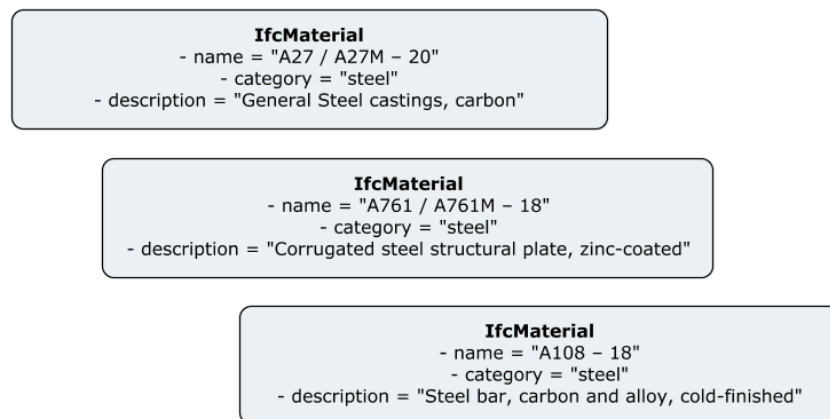 IfcMaterial
- name = "A27 / A27M – 20"
- category = "steel"
- description = "General Steel castings, carbon"
IfcMaterial
- name = "A761 / A761M – 18"
- category = "steel"
- description = "Corrugated steel structural plate, zinc-coated"
IfcMaterial
- name = "A108 – 18"
- category = "steel"
- description = "Steel bar, carbon and alloy, cold-finished"